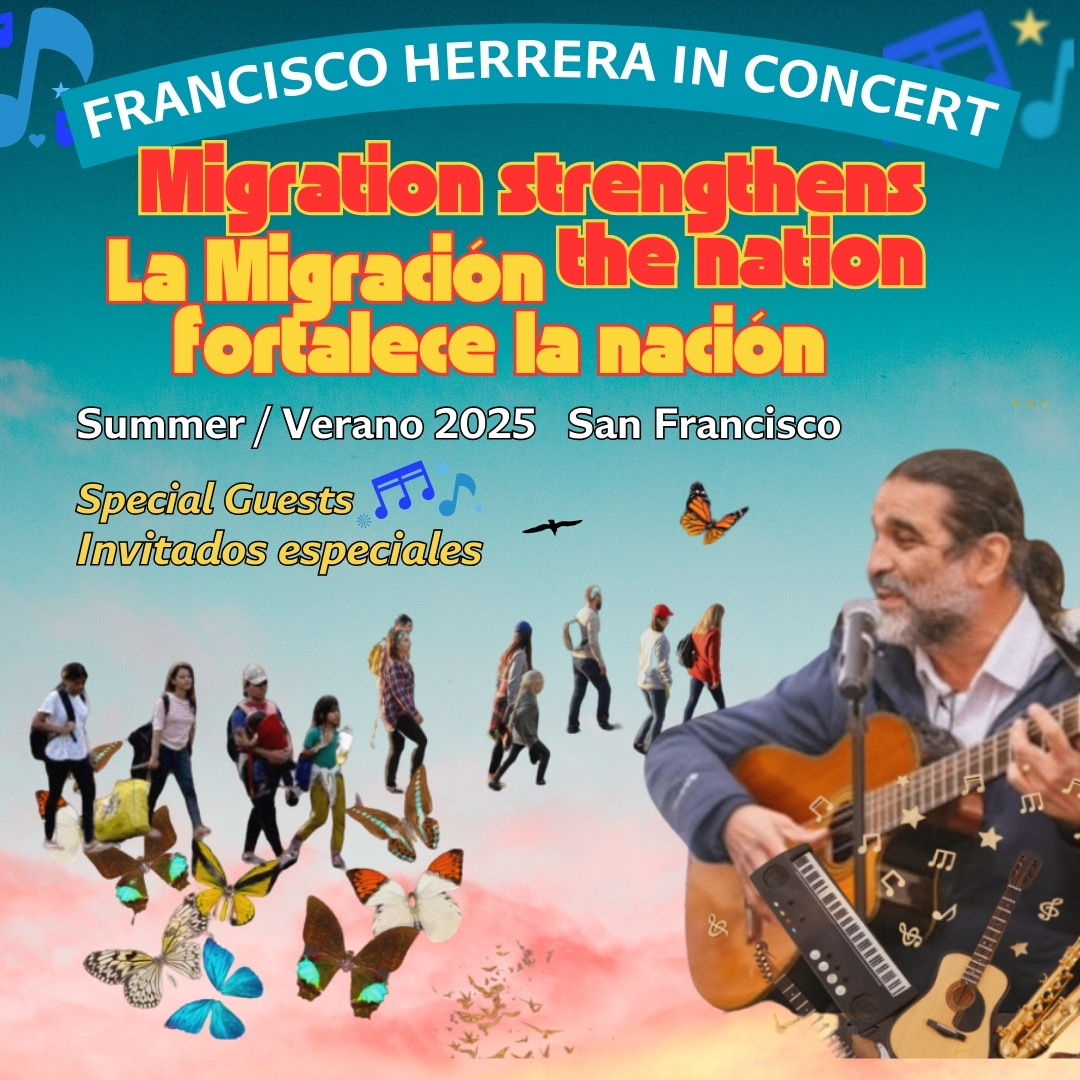 FRANCISCO HERRERA IN CONCERT
Migration strengthens
the nation
La Migración
fortalece la nación
Summer / Verano 2025 San Francisco
Special Guests
Invitados especiales